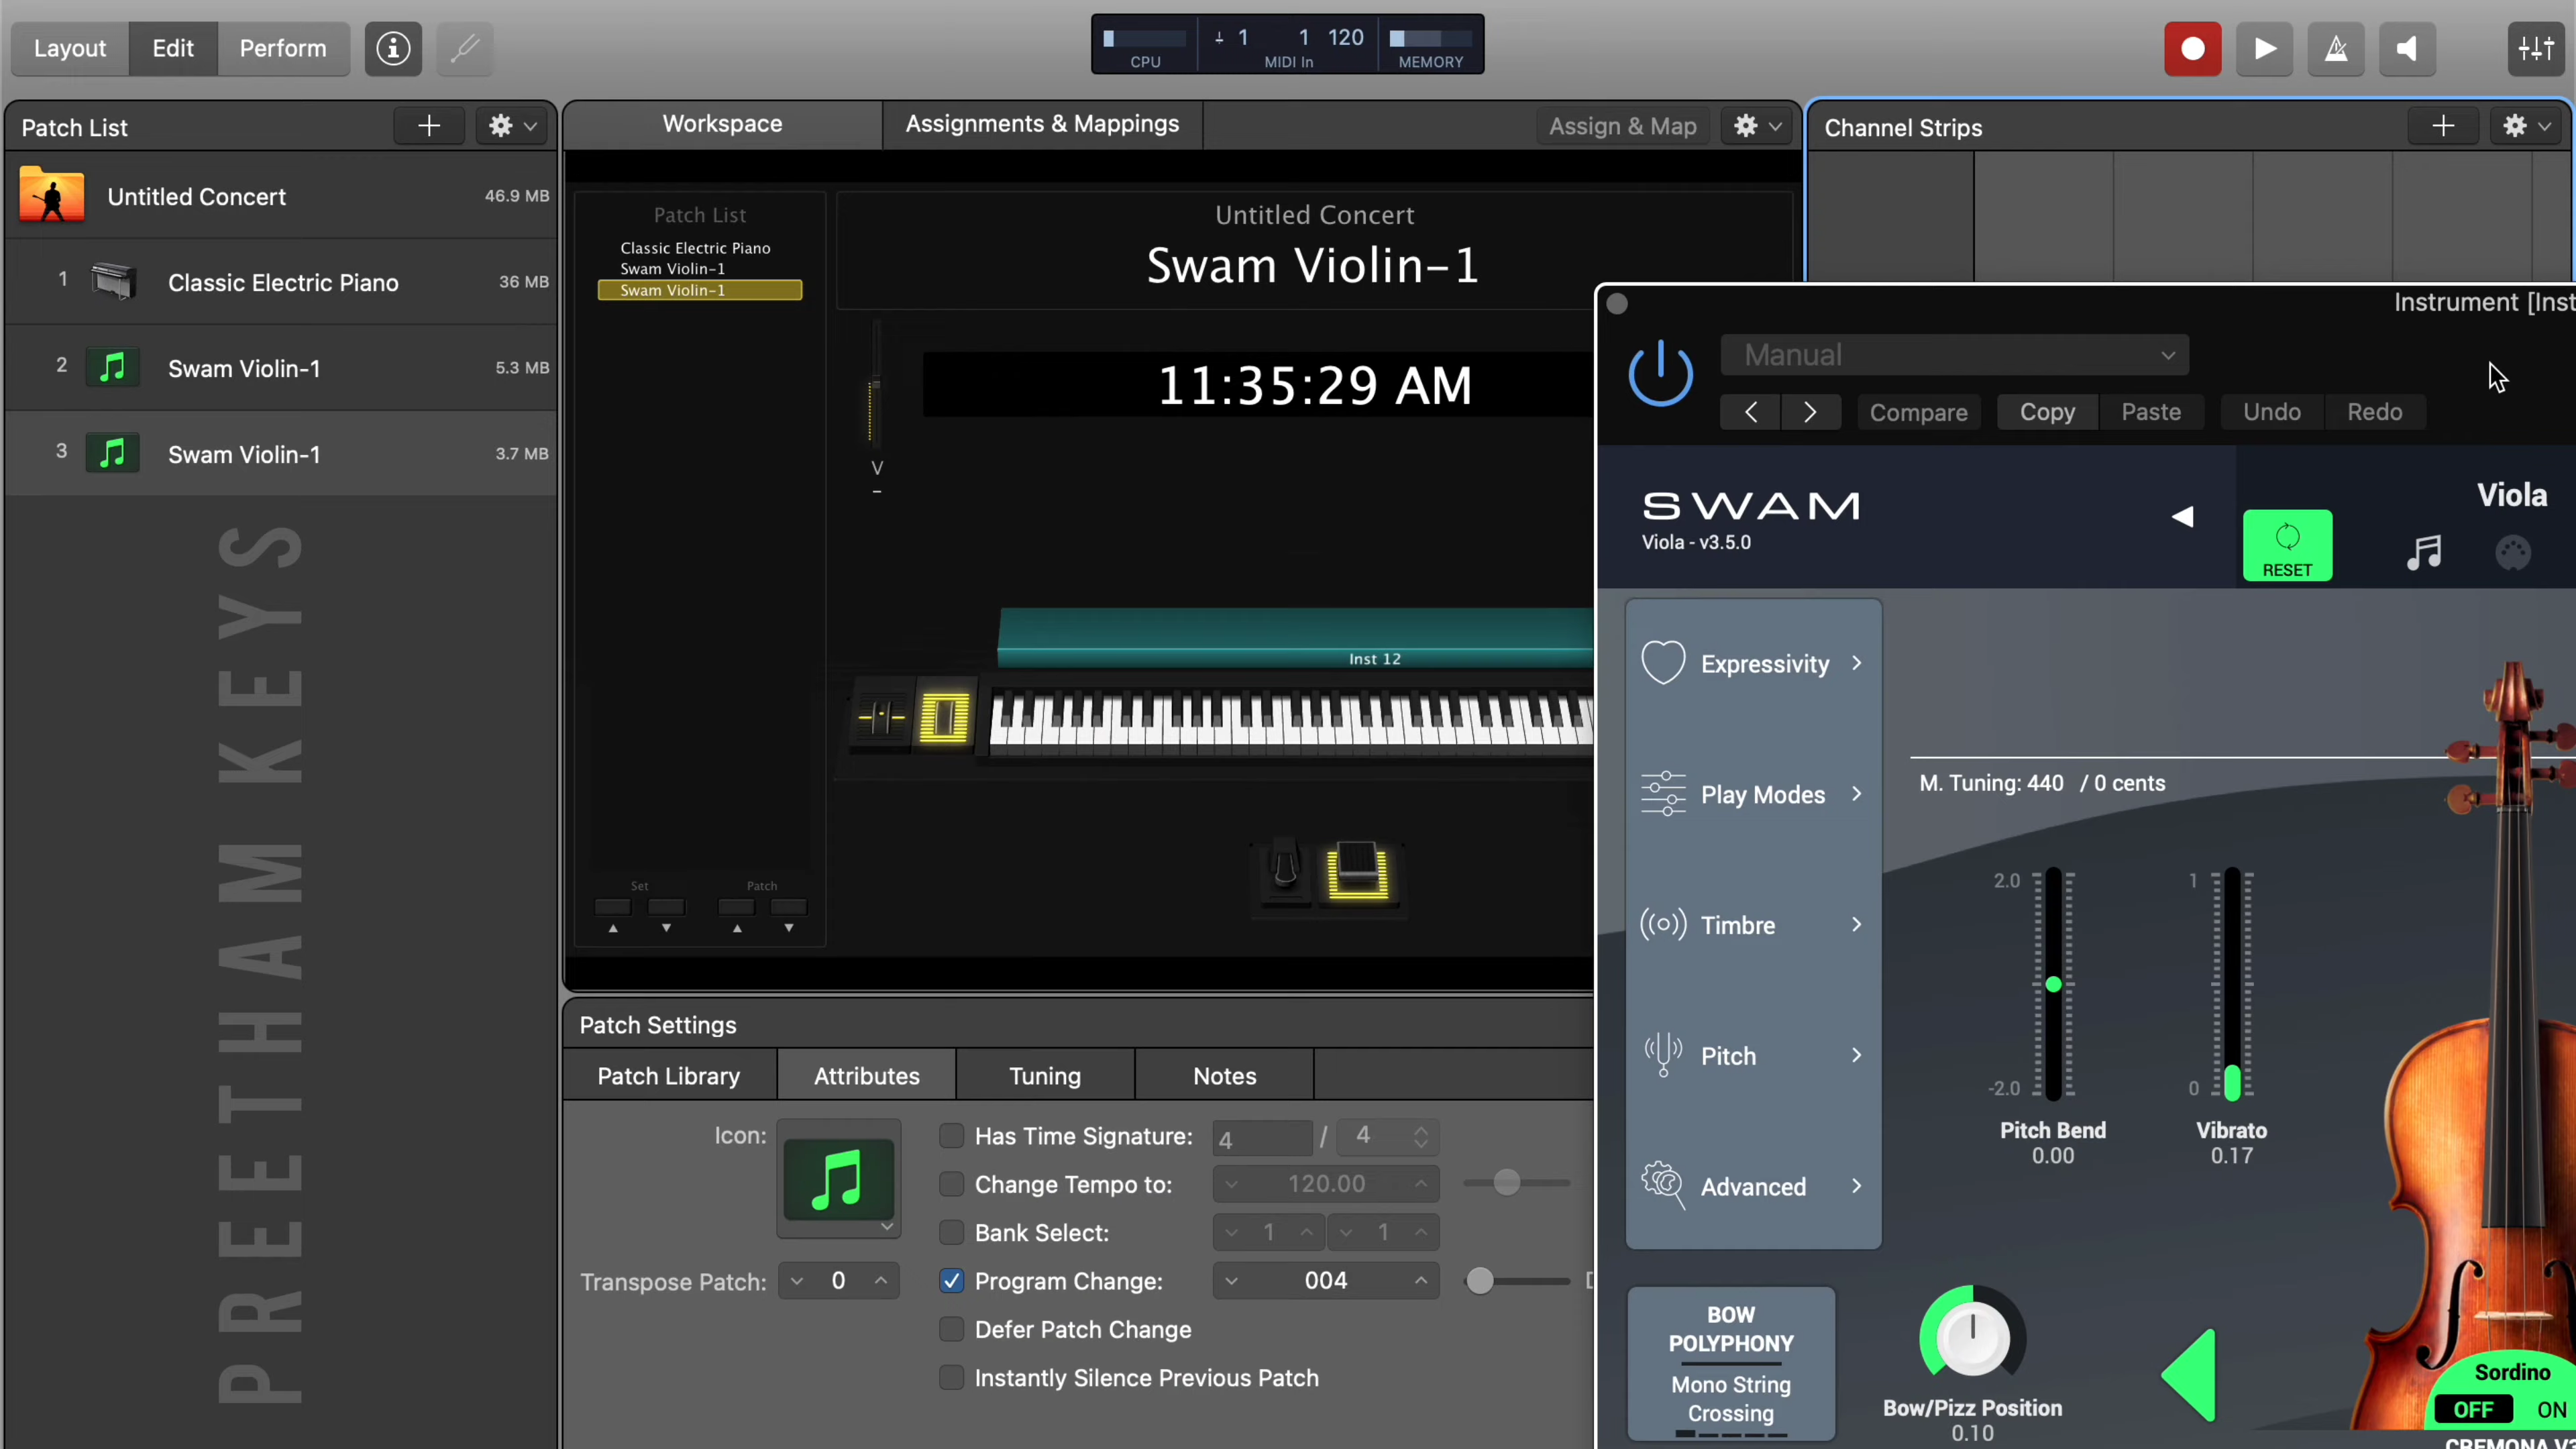 Layout Edit Perform
1 1 120
CPU MIDI In MEMORY
Patch List
Untitled Concert 46.9 MB
1 Classic Electric Piano 36 MB
2 Swam Violin-1 5.3 MB
3 Swam Violin-1 3.7 MB
PREETHAM KEYS
Workspace Assignments & Mappings Assign & Map
Patch List
Classic Electric Piano
Swam Violin-1
Swam Violin-1
Set Patch
Untitled Concert
Swam Violin-1
11:35:29 AM
V
-
Inst 12
Patch Settings
Patch Library Attributes Tuning Notes
Icon:
Transpose Patch: 0
Has Time Signature: 4 / 4
Change Tempo to: 120.00
Bank Select: 1 1
Program Change: 004
Defer Patch Change
Instantly Silence Previous Patch
Channel Strips
Instrument [Inst
Manual
Compare Copy Paste Undo Redo
SWAM
Viola - v3.5.0
RESET
Viola
Expressivity
Play Modes
Timbre
Pitch
Advanced
M. Tuning: 440 / 0 cents
2.0
-2.0
Pitch Bend
0.00
1
0
Vibrato
0.17
BOW
POLYPHONY
Mono String
Crossing
Bow/Pizz Position
0.10
Sordino
OFF ON